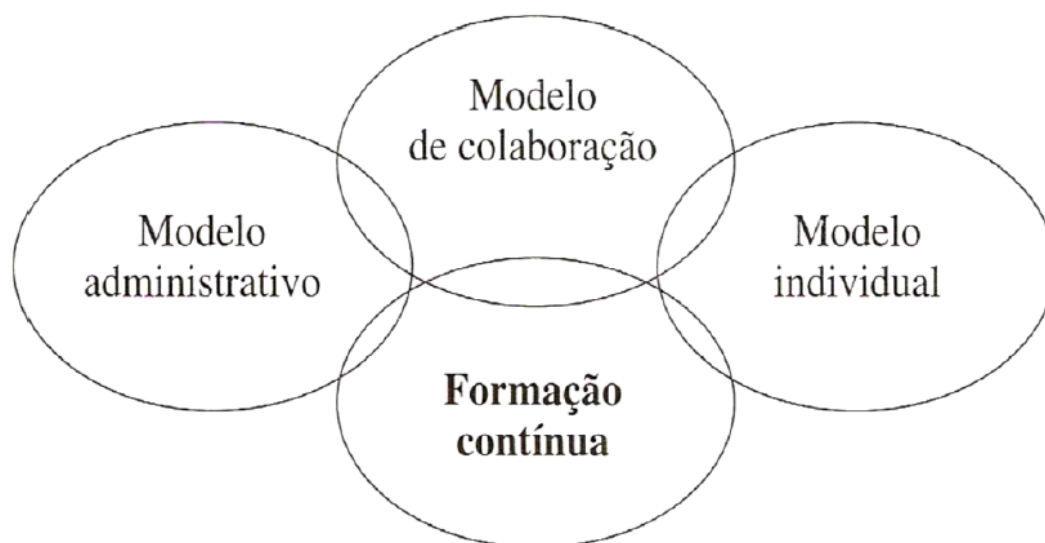 Modelo
de colaboração
Modelo
administrativo
Modelo
individual
Formação
contínua